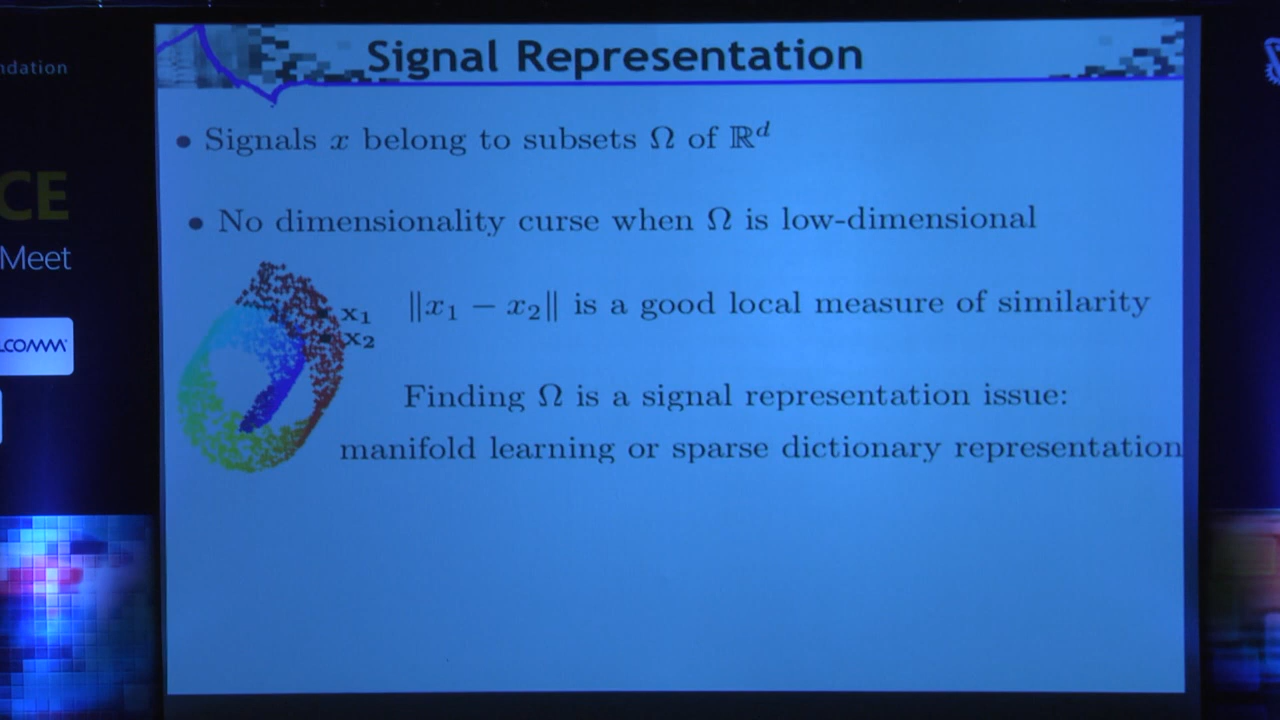 ndation
CE
Meet
LCOMM
Signal Representation
• Signals x belong to subsets Ω of ℝ^d
• No dimensionality curse when Ω is low-dimensional
x₁
x₂
‖x₁ − x₂‖ is a good local measure of similarity
Finding Ω is a signal representation issue:
manifold learning or sparse dictionary representation